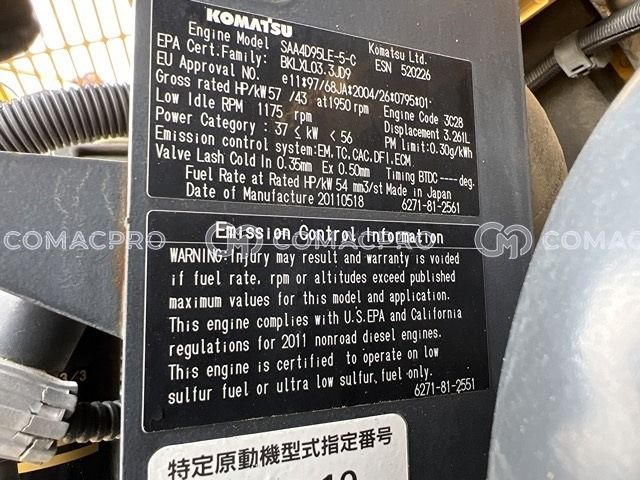 KOMATSU
Engine Model SAA4D95LE-5-C Komatsu Ltd.
EPA Cert.Family: BKLXL03.3JD9 ESN 520226
EU Approval NO. e11*97/68JA*2004/26*0795*01·
Gross rated HP/kW57 /43 at1950 rpm Engine Code 3C28
Low Idle RPM 1175 rpm Displacement 3.261L
Power Category: 37 ≤ kW < 56 PM limit:0.30g/kWh
Emission control system:EM,TC,CAC,DFI,ECM
Valve Lash Cold In 0.35mm Ex 0.50mm Timing BTDC ----deg.
Fuel Rate at Rated HP/kW 54 mm3/st Made in Japan
Date of Manufacture 20110518 6271-81-2561
Emission Control Information
WARNING:Injury may result and warranty is voided
if fuel rate, rpm or altitudes exceed published
maximum values for this model and application.
This engine complies with U.S.EPA and California
regulations for 2011 nonroad diesel engines.
This engine is certified to operate on low
sulfur fuel or ultra low sulfur, fuel only.
6271-81-2551
特定原動機型式指定番号
COMACPRO
COMACPRO
COMACPRO